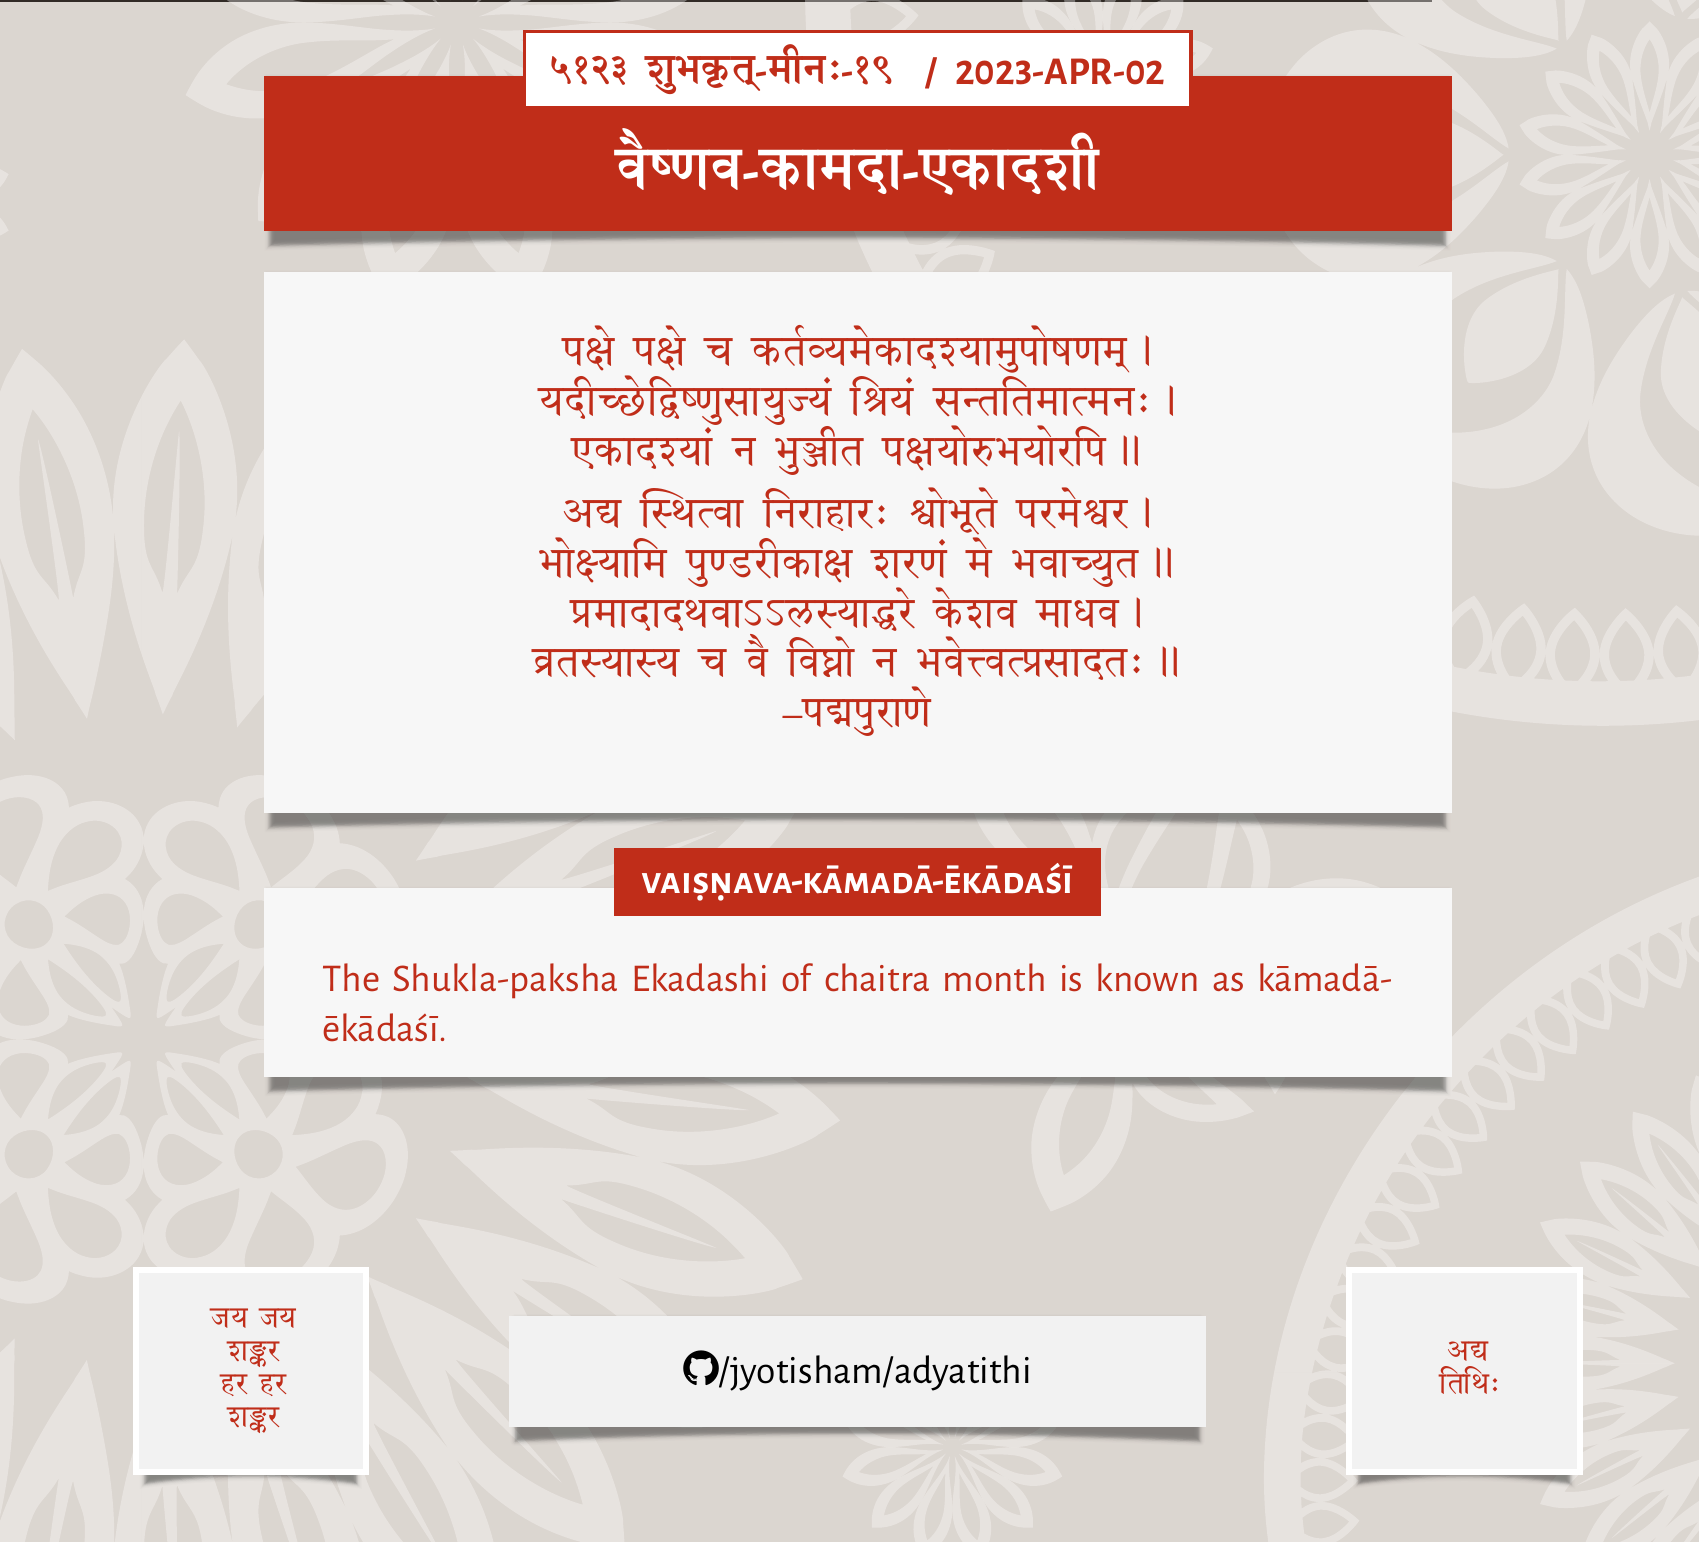 ५१२३ शुभकृत्-मीनः-१९ / 2023-APR-02
वैष्णव-कामदा-एकादशी
पक्षे पक्षे च कर्तव्यमेकादश्यामुपोषणम् ।
यदीच्छेद्विष्णुसायुज्यं श्रियं सन्ततिमात्मनः ।
एकादश्यां न भुञ्जीत पक्षयोरुभयोरपि ॥
अद्य स्थित्वा निराहारः श्वोभूते परमेश्वर ।
भोक्ष्यामि पुण्डरीकाक्ष शरणं मे भवाच्युत ॥
प्रमादादथवाऽऽलस्याद्धरे केशव माधव ।
व्रतस्यास्य च वै विघ्नो न भवेत्त्वत्प्रसादतः ॥
–पद्मपुराणे
VAIṢṆAVA-KĀMADĀ-ĒKĀDAŚĪ
The Shukla-paksha Ekadashi of chaitra month is known as kāmadā-
ēkādaśī.
जय जय
शङ्कर
हर हर
शङ्कर
/jyotisham/adyatithi
अद्य
तिथिः